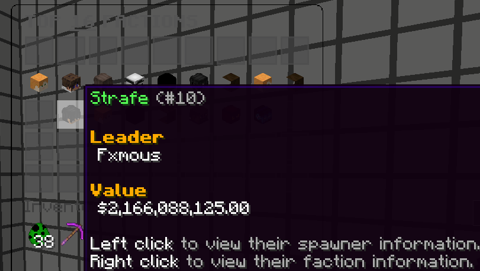 Strafe (#10)
Leader
Fxmous
Value
$2,166,088,125.00
Left click to view their spawner information.
Right click to view their faction information.
Invent
38